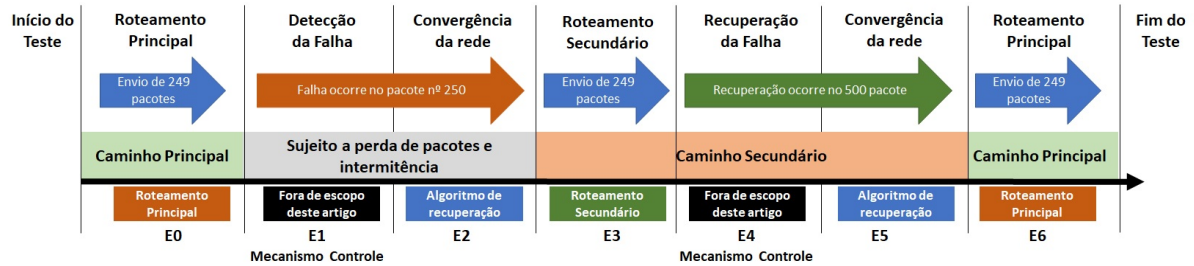 Início do
Teste
Roteamento
Principal
Detecção
da Falha
Convergência
da rede
Roteamento
Secundário
Recuperação
da Falha
Convergência
da rede
Roteamento
Principal
Fim do
Teste
Envio de 249
pacotes
Falha ocorre no pacote nº 250
Envio de 249
pacotes
Recuperação ocorre no 500 pacote
Envio de 249
pacotes
Caminho Principal
Sujeito a perda de pacotes e
intermitência
Caminho Secundário
Caminho Principal
Roteamento
Principal
Fora de escopo
deste artigo
Algoritmo de
recuperação
Roteamento
Secundário
Fora de escopo
deste artigo
Algoritmo de
recuperação
Roteamento
Principal
E0
E1
E2
E3
E4
E5
E6
Mecanismo Controle
Mecanismo Controle